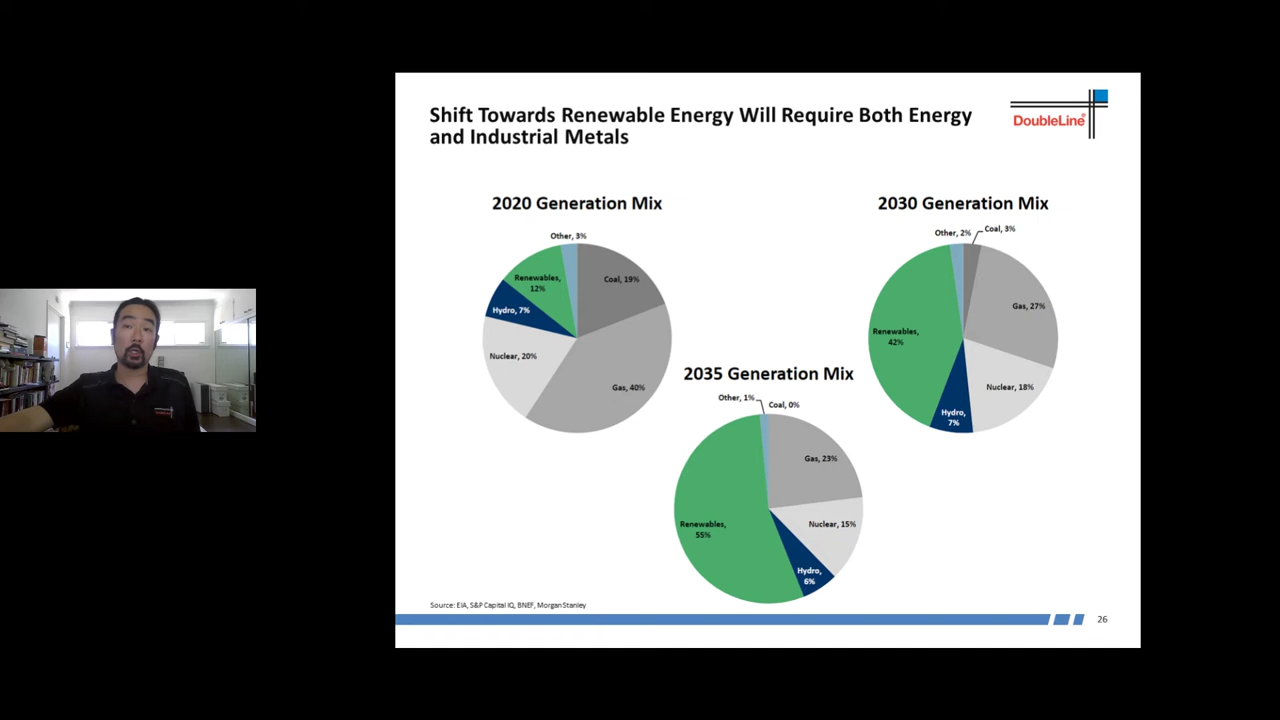 Shift Towards Renewable Energy Will Require Both Energy
and Industrial Metals
DoubleLine®
2020 Generation Mix
Other, 3%
Coal, 19%
Renewables,
12%
Hydro, 7%
Nuclear, 20%
Gas, 40%
2030 Generation Mix
Other, 2%
Coal, 3%
Gas, 27%
Renewables,
42%
Nuclear, 18%
Hydro,
7%
2035 Generation Mix
Other, 1%
Coal, 0%
Gas, 23%
Renewables,
55%
Nuclear, 15%
Hydro,
6%
Source: EIA, S&P Capital IQ, BNEF, Morgan Stanley
26